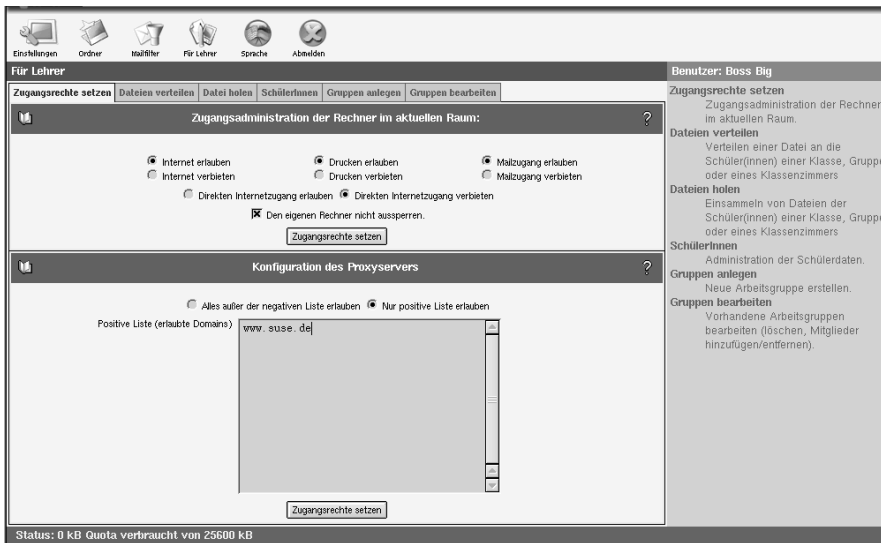 Einstellungen Ordner Mailfilter Für Lehrer Sprache Abmelden
Für Lehrer
Zugangsrechte setzen Dateien verteilen Datei holen SchülerInnen Gruppen anlegen Gruppen bearbeiten
Zugangsadministration der Rechner im aktuellen Raum: ?
Internet erlauben Drucken erlauben Mailzugang erlauben
Internet verbieten Drucken verbieten Mailzugang verbieten
Direkten Internetzugang erlauben Direkten Internetzugang verbieten
Den eigenen Rechner nicht aussperren.
Zugangsrechte setzen
Konfiguration des Proxyservers ?
Alles außer der negativen Liste erlauben Nur positive Liste erlauben
Positive Liste (erlaubte Domains) www.suse.de
Zugangsrechte setzen
Benutzer: Boss Big
Zugangsrechte setzen
Zugangsadministration der Rechner
im aktuellen Raum.
Dateien verteilen
Verteilen einer Datei an die
Schüler(innen) einer Klasse, Gruppe
oder eines Klassenzimmers
Dateien holen
Einsammeln von Dateien der
Schüler(innen) einer Klasse, Gruppe
oder eines Klassenzimmers
SchülerInnen
Administration der Schülerdaten.
Gruppen anlegen
Neue Arbeitsgruppe erstellen.
Gruppen bearbeiten
Vorhandene Arbeitsgruppen
bearbeiten (löschen, Mitglieder
hinzufügen/entfernen).
Status: 0 kB Quota verbraucht von 25600 kB